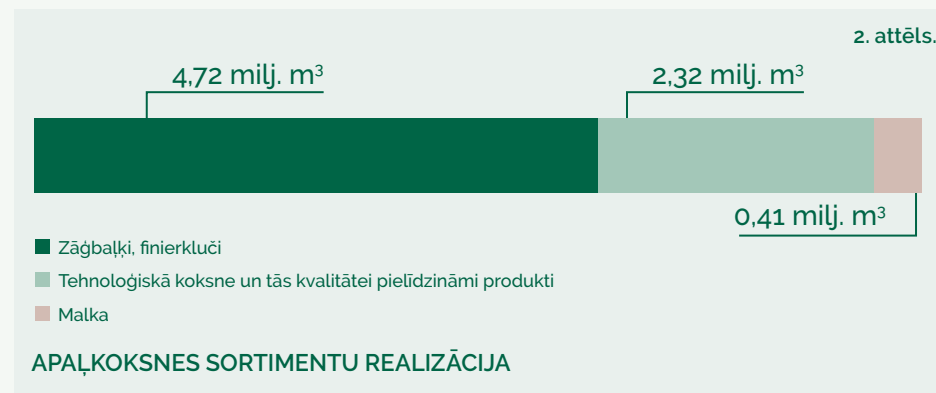 2. attēls.
4,72 milj. m³
2,32 milj. m³
0,41 milj. m³
Zāģbaļķi, finierkluči
Tehnoloģiskā koksne un tās kvalitātei pielīdzināmi produkti
Malka
APAĻKOKSNES SORTIMENTU REALIZĀCIJA